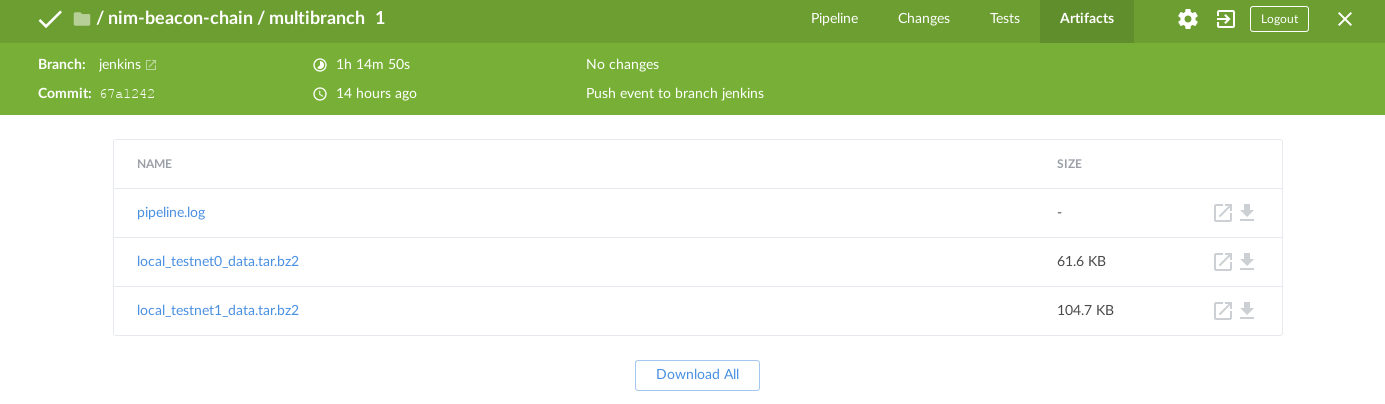 / nim-beacon-chain / multibranch 1 Pipeline Changes Tests Artifacts Logout
Branch: jenkins 1h 14m 50s No changes
Commit: 67a1242 14 hours ago Push event to branch jenkins
NAME SIZE
pipeline.log -
local_testnet0_data.tar.bz2 61.6 KB
local_testnet1_data.tar.bz2 104.7 KB
Download All